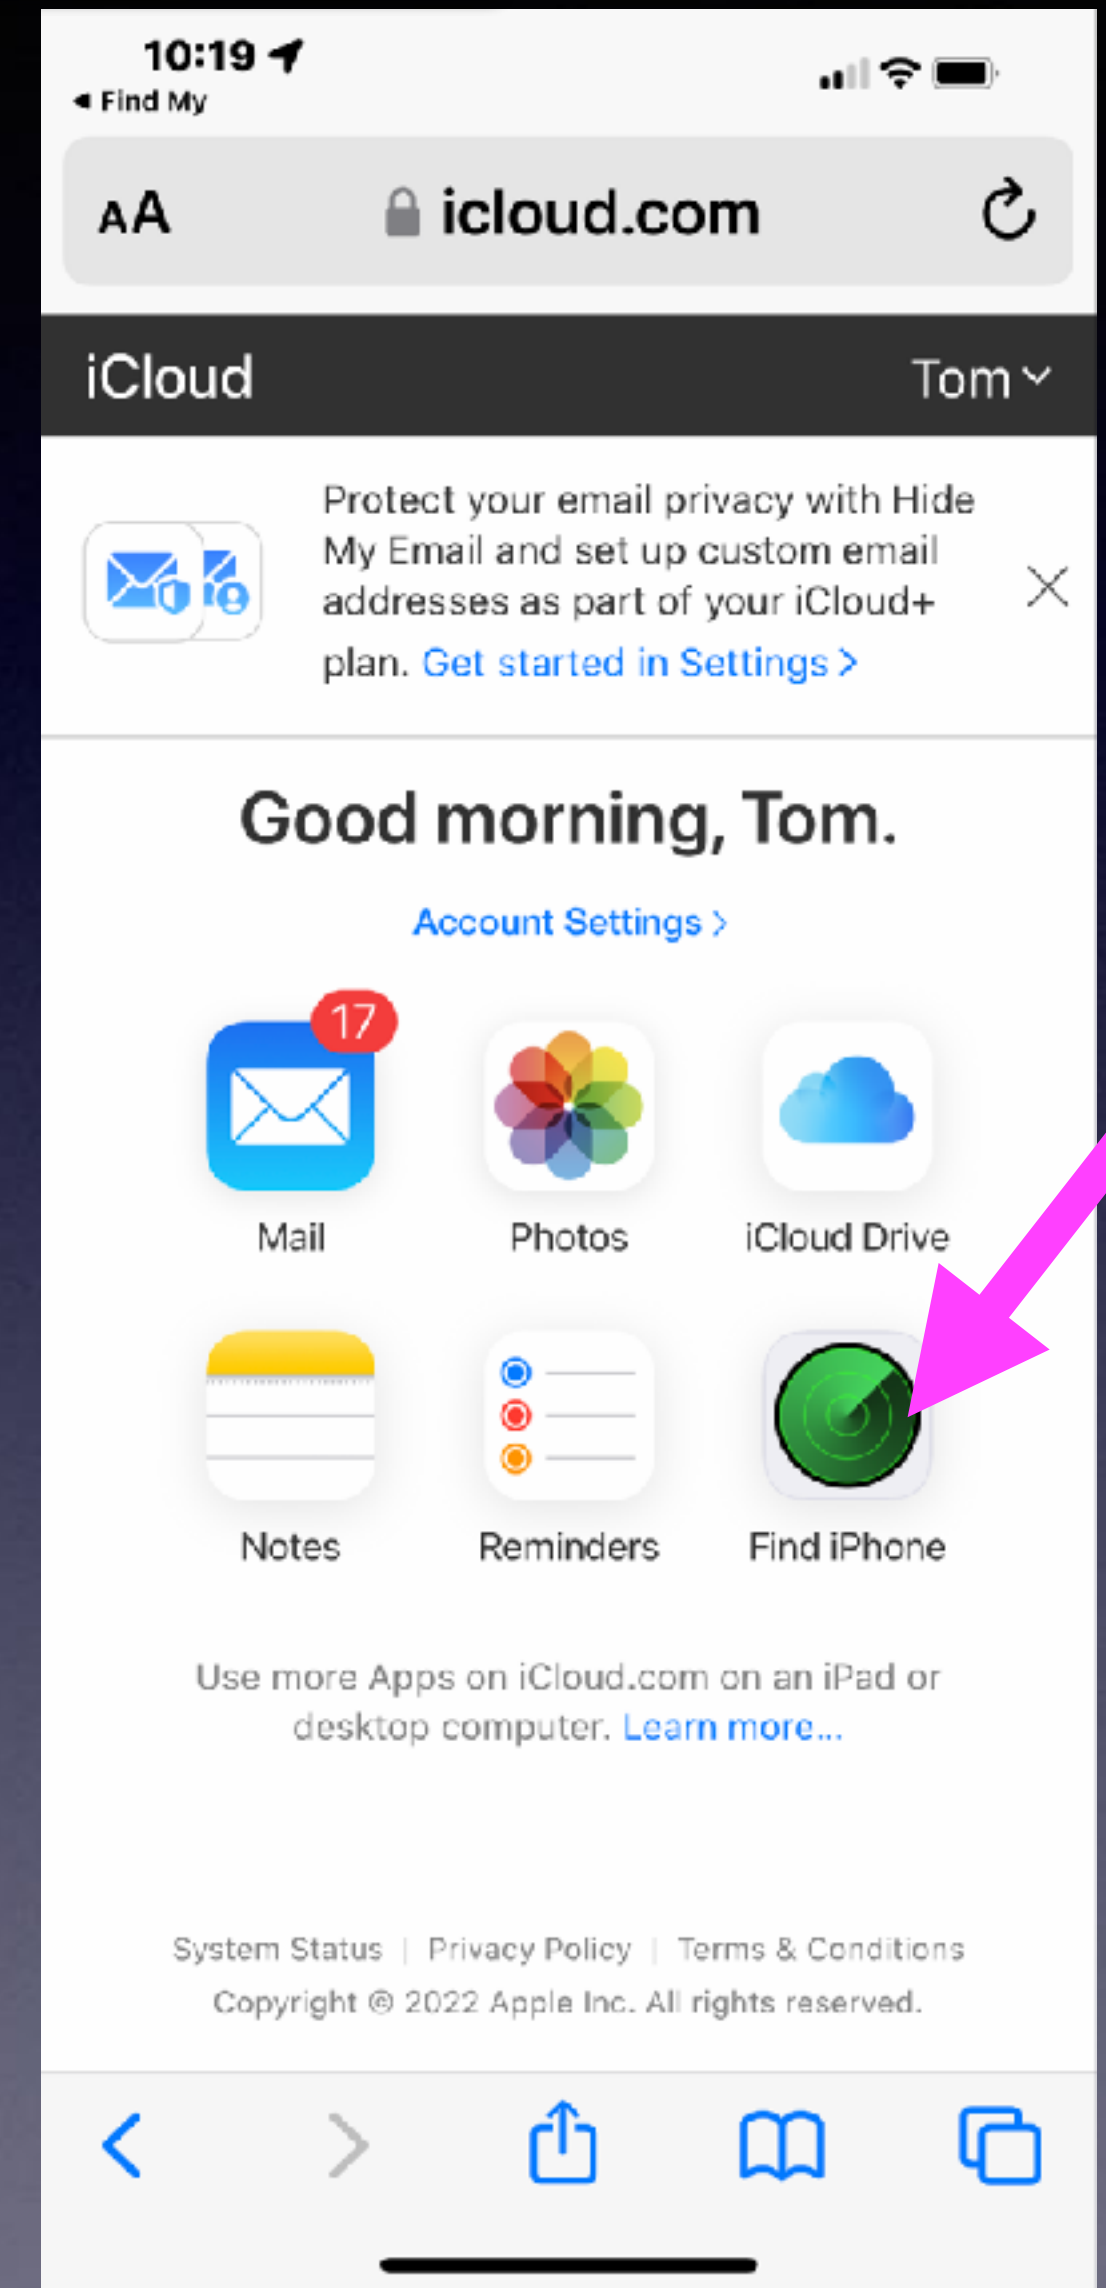 10:19
Find My
AA icloud.com
iCloud Tom
Protect your email privacy with Hide
My Email and set up custom email
addresses as part of your iCloud+
plan. Get started in Settings >
Good morning, Tom.
Account Settings >
17
Mail Photos iCloud Drive
Notes Reminders Find iPhone
Use more Apps on iCloud.com on an iPad or
desktop computer. Learn more...
System Status | Privacy Policy | Terms & Conditions
Copyright © 2022 Apple Inc. All rights reserved.